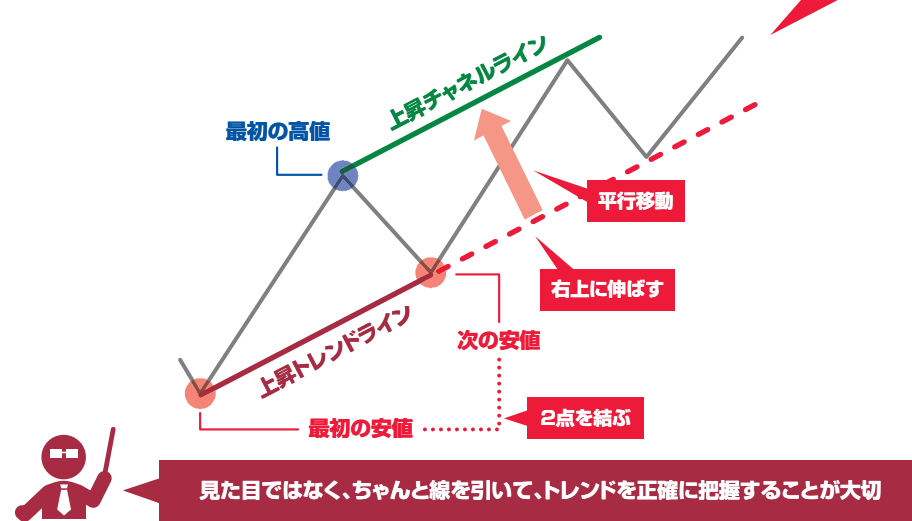 上昇チャネルライン
最初の高値
平行移動
右上に伸ばす
上昇トレンドライン
次の安値
2点を結ぶ
最初の安値
見た目ではなく、ちゃんと線を引いて、トレンドを正確に把握することが大切